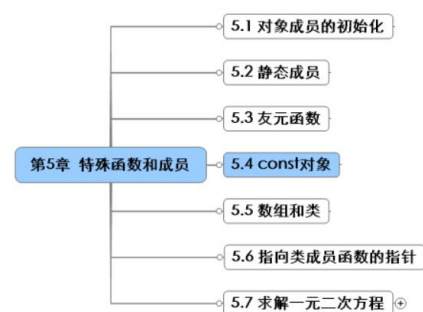 5.1 对象成员的初始化
5.2 静态成员
5.3 友元函数
第5章 特殊函数和成员
5.4 const对象
5.5 数组和类
5.6 指向类成员函数的指针
5.7 求解一元二次方程